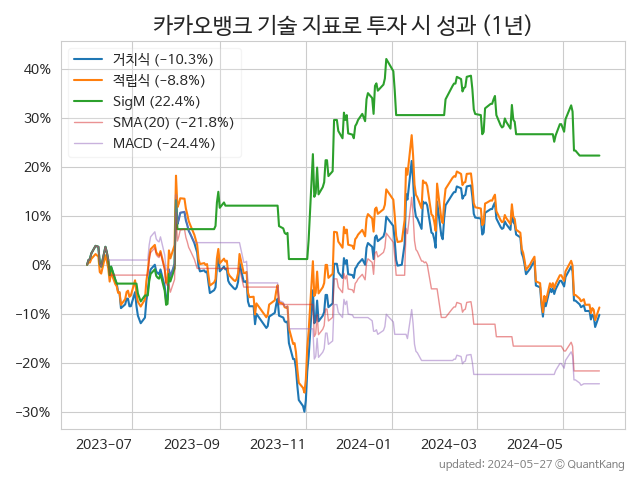 카카오뱅크 기술 지표로 투자 시 성과 (1년)
거치식 (−10.3%)
적립식 (−8.8%)
SigM (22.4%)
SMA(20) (−21.8%)
MACD (−24.4%)
40%
30%
20%
10%
0%
−10%
−20%
−30%
2023-07 2023-09 2023-11 2024-01 2024-03 2024-05
updated: 2024-05-27 © QuantKang